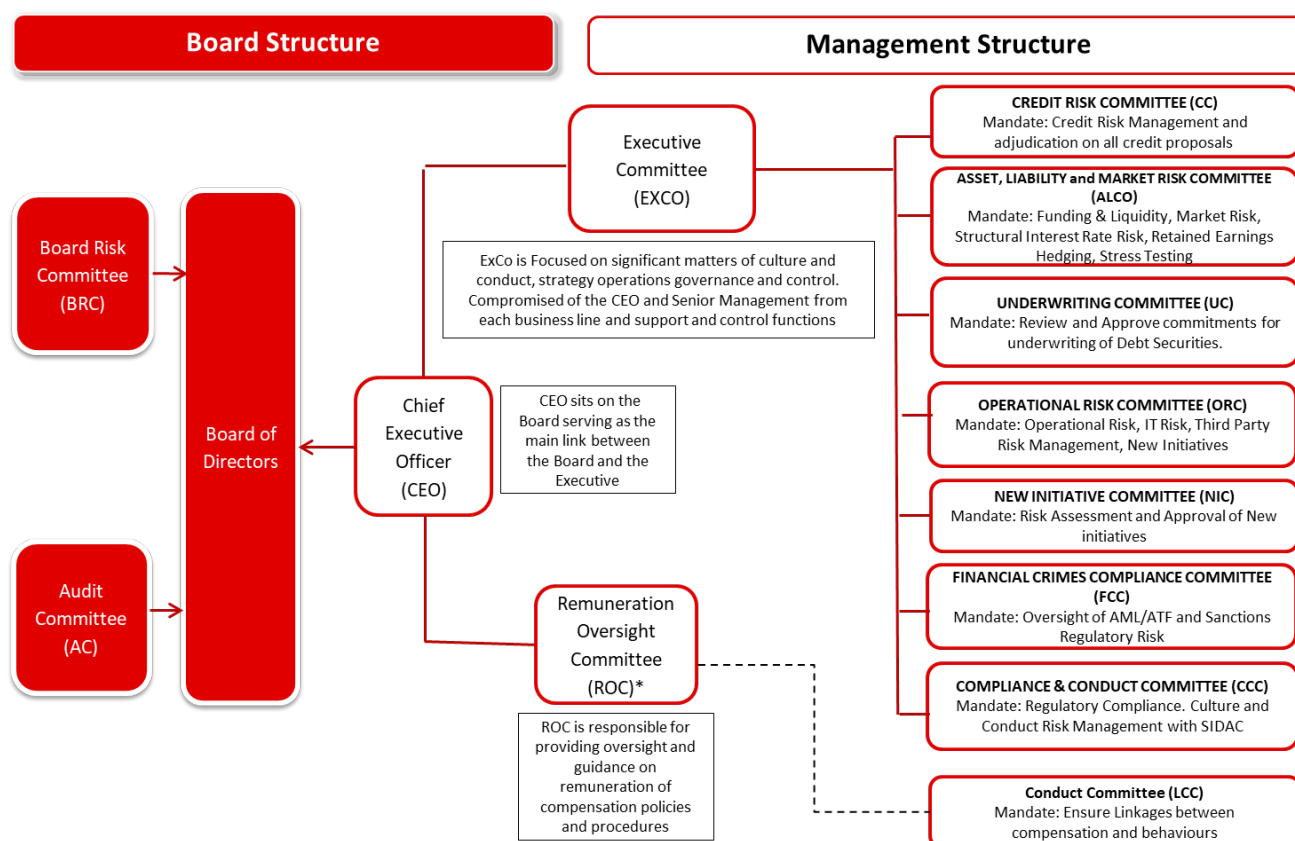 Board Structure
Management Structure
Board Risk
Committee
(BRC)
Audit
Committee
(AC)
Board of
Directors
Chief
Executive
Officer
(CEO)
CEO sits on the
Board serving as the
main link between
the Board and the
Executive
Executive
Committee
(EXCO)
ExCo is Focused on significant matters of culture and
conduct, strategy operations governance and control.
Compromised of the CEO and Senior Management from
each business line and support and control functions
Remuneration
Oversight
Committee
(ROC)*
ROC is responsible for
providing oversight and
guidance on
remuneration of
compensation policies
and procedures
CREDIT RISK COMMITTEE (CC)
Mandate: Credit Risk Management and
adjudication on all credit proposals
ASSET, LIABILITY and MARKET RISK COMMITTEE
(ALCO)
Mandate: Funding & Liquidity, Market Risk,
Structural Interest Rate Risk, Retained Earnings
Hedging, Stress Testing
UNDERWRITING COMMITTEE (UC)
Mandate: Review and Approve commitments for
underwriting of Debt Securities.
OPERATIONAL RISK COMMITTEE (ORC)
Mandate: Operational Risk, IT Risk, Third Party
Risk Management, New Initiatives
NEW INITIATIVE COMMITTEE (NIC)
Mandate: Risk Assessment and Approval of New
initiatives
FINANCIAL CRIMES COMPLIANCE COMMITTEE
(FCC)
Mandate: Oversight of AML/ATF and Sanctions
Regulatory Risk
COMPLIANCE & CONDUCT COMMITTEE (CCC)
Mandate: Regulatory Compliance. Culture and
Conduct Risk Management with SIDAC
Conduct Committee (LCC)
Mandate: Ensure Linkages between
compensation and behaviours